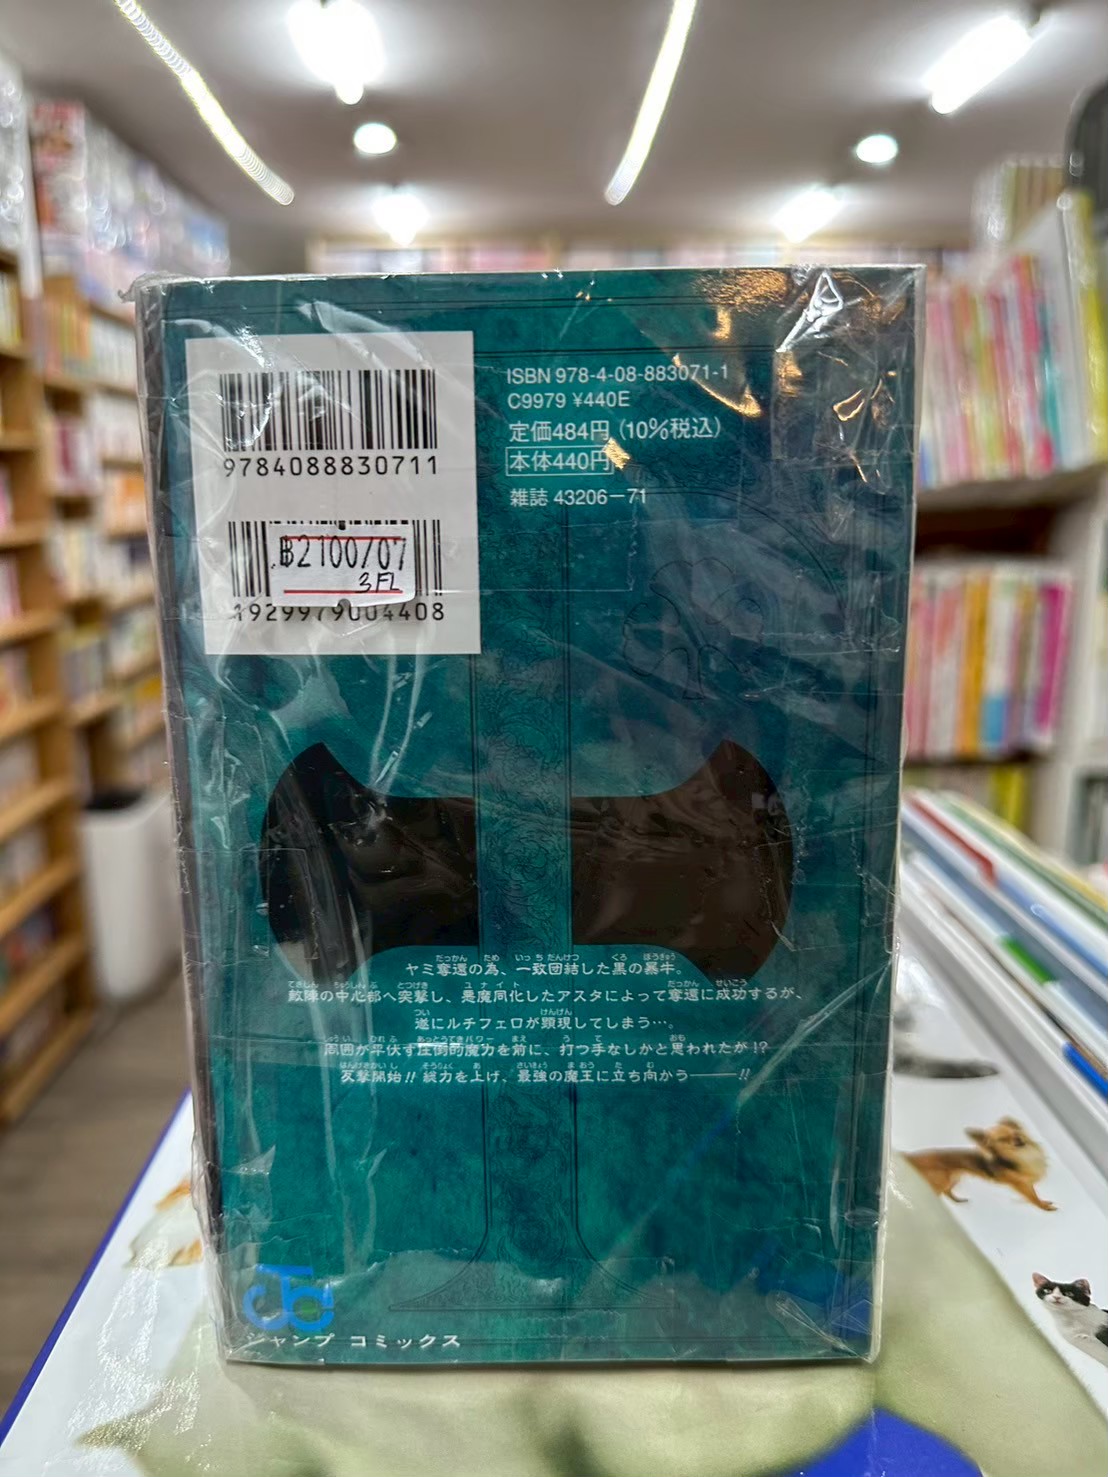 9784088830711
฿2100/07
3FL
1929979004408
ISBN 978-4-08-883071-1
C9979 ¥440E
定価484円(10%税込)
本体440円
雑誌 43206-71
ヤミ奪還の為、一致団結した黒の暴牛。
敵陣の中心部へ突撃し、悪魔同化したアスタによって奪還に成功するが、
遂にルチフェロが顕現してしまう…。
周囲が平伏す圧倒的魔力を前に、打つ手なしかと思われたが!?
反撃開始!! 総力を上げ、最強の魔王に立ち向かう――!!
ジャンプ コミックス